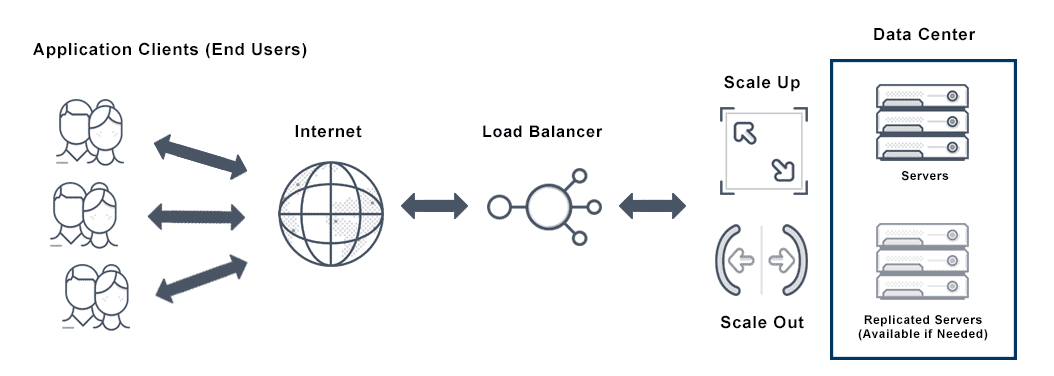 Application Clients (End Users)
Internet
Load Balancer
Scale Up
Scale Out
Data Center
Servers
Replicated Servers
(Available if Needed)